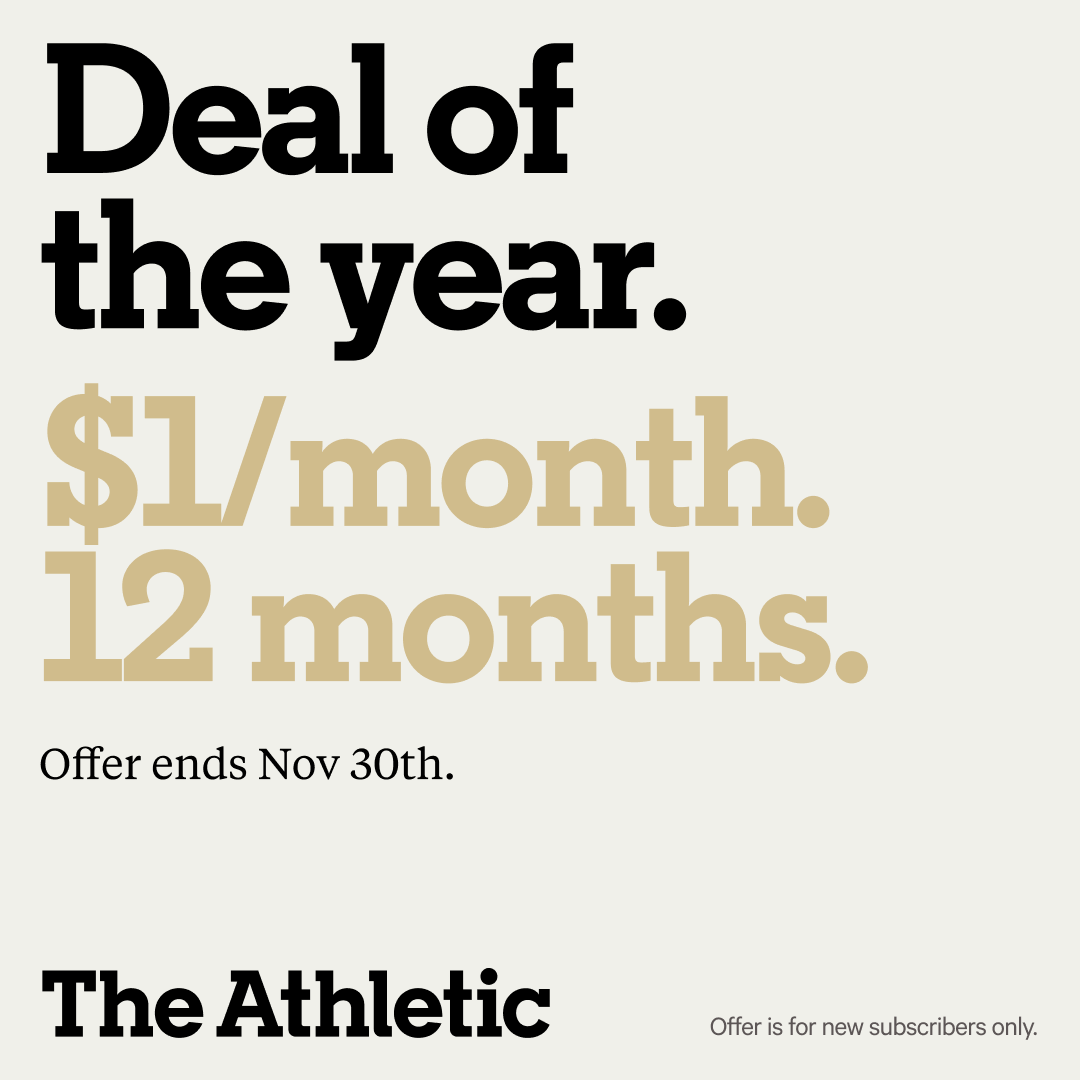 Deal of
the year.
$1/month.
12 months.
Offer ends Nov 30th.
The Athletic
Offer is for new subscribers only.